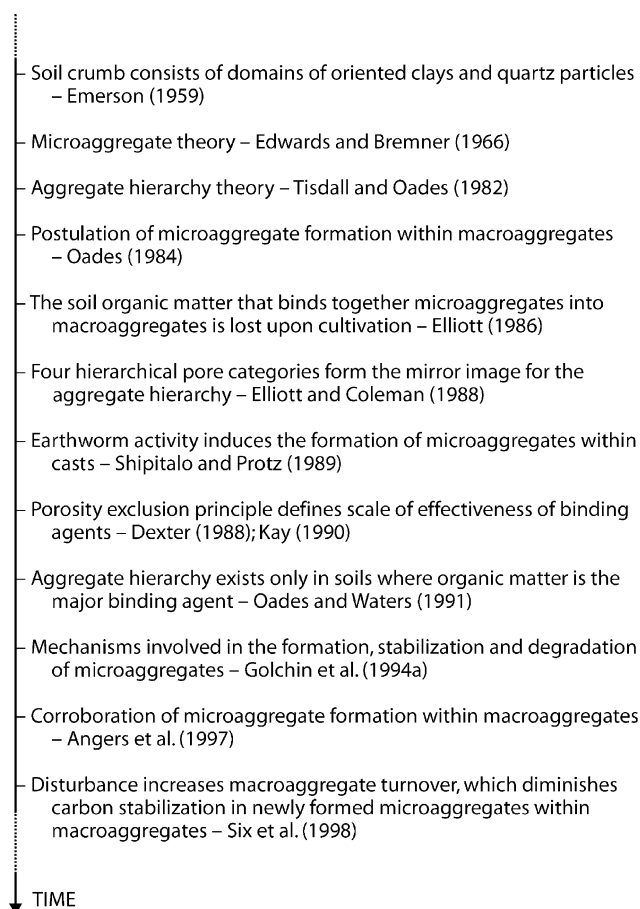 Soil crumb consists of domains of oriented clays and quartz particles
– Emerson (1959)
Microaggregate theory – Edwards and Bremner (1966)
Aggregate hierarchy theory – Tisdall and Oades (1982)
Postulation of microaggregate formation within macroaggregates
– Oades (1984)
The soil organic matter that binds together microaggregates into
macroaggregates is lost upon cultivation – Elliott (1986)
Four hierarchical pore categories form the mirror image for the
aggregate hierarchy – Elliott and Coleman (1988)
Earthworm activity induces the formation of microaggregates within
casts – Shipitalo and Protz (1989)
Porosity exclusion principle defines scale of effectiveness of binding
agents – Dexter (1988); Kay (1990)
Aggregate hierarchy exists only in soils where organic matter is the
major binding agent – Oades and Waters (1991)
Mechanisms involved in the formation, stabilization and degradation
of microaggregates – Golchin et al. (1994a)
Corroboration of microaggregate formation within macroaggregates
– Angers et al. (1997)
Disturbance increases macroaggregate turnover, which diminishes
carbon stabilization in newly formed microaggregates within
macroaggregates – Six et al. (1998)
TIME